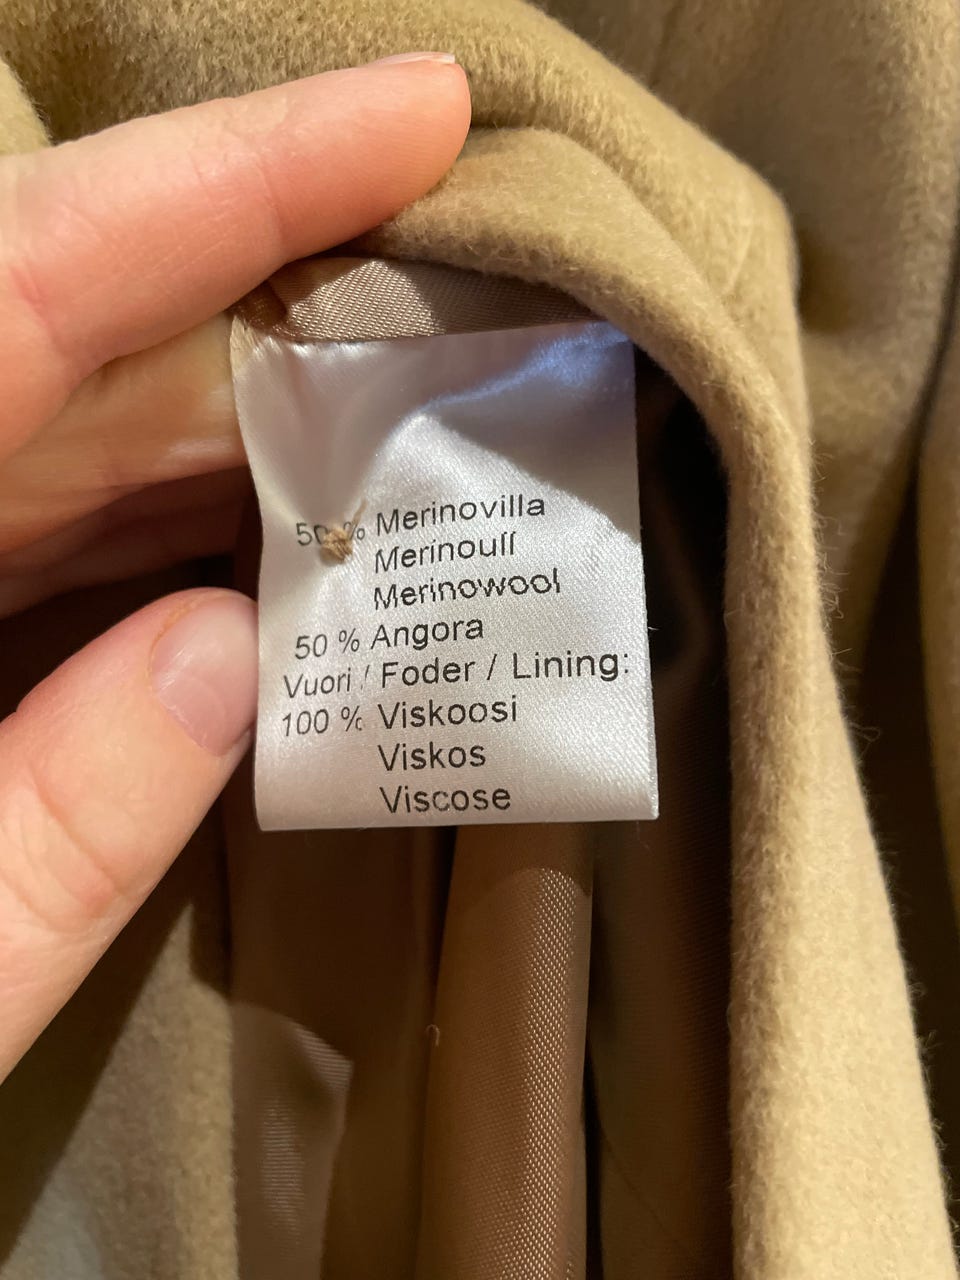 50 % Merinovilla
Merinoull
Merinowool
50 % Angora
Vuori / Foder / Lining:
100 % Viskoosi
Viskos
Viscose